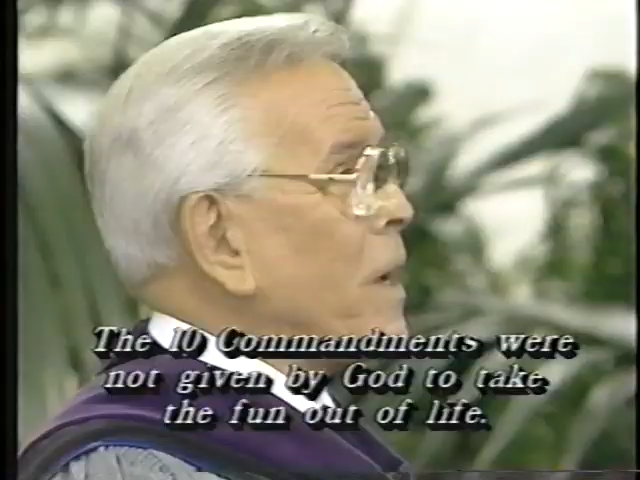 The 10 Commandments were
not given by God to take
the fun out of life.